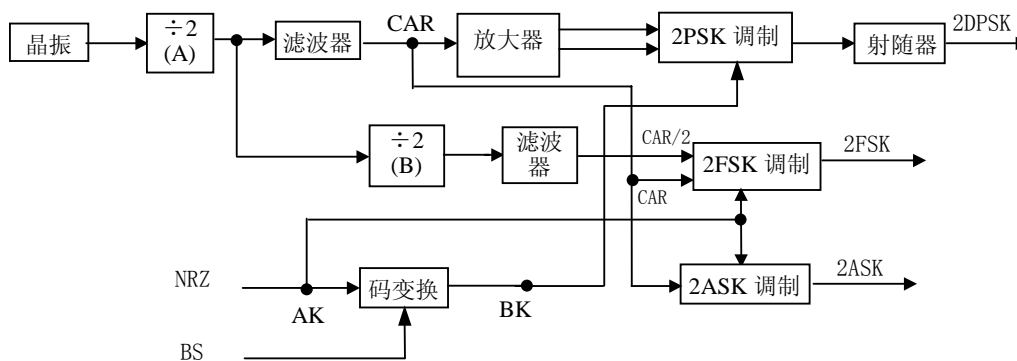 晶振
÷2
(A)
滤波器
CAR
放大器
2PSK 调制
射随器
2DPSK
÷2
(B)
滤波
器
CAR/2
CAR
2FSK 调制
2FSK
NRZ
AK
码变换
BK
2ASK 调制
2ASK
BS